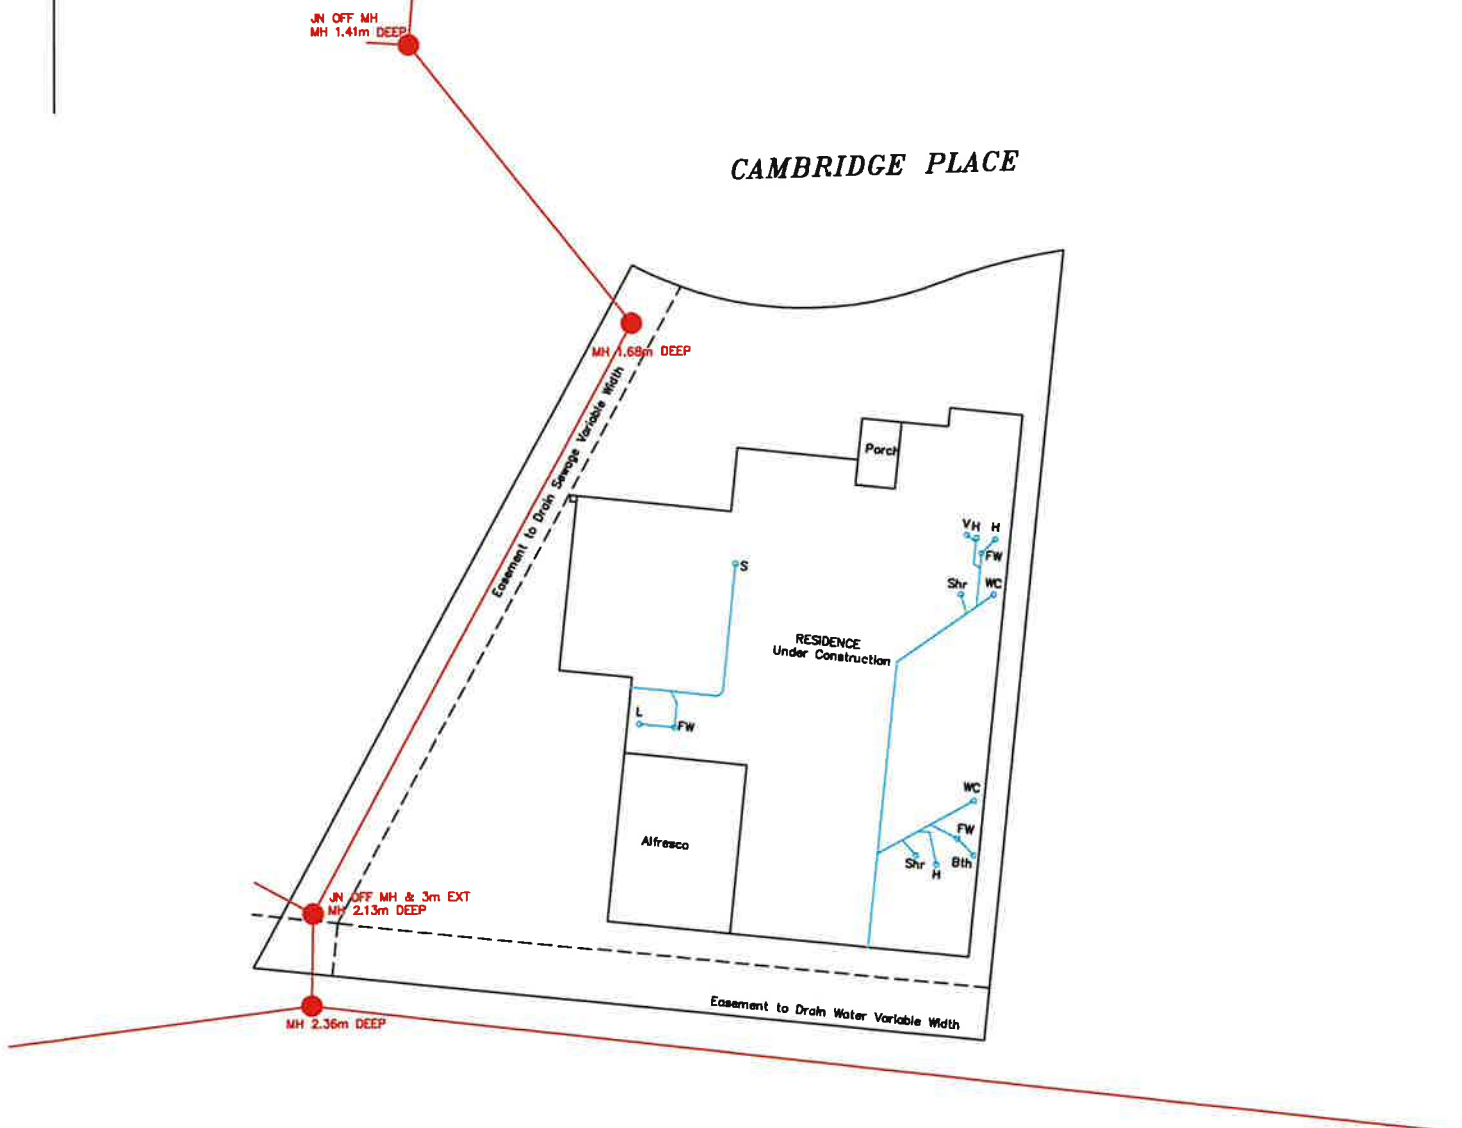 JN OFF MH
MH 1.41m DEEP
CAMBRIDGE PLACE
MH 1.68m DEEP
Easement to Drain Sewage Variable Width
Porch
V H H
FW
Shr WC
S
RESIDENCE
Under Construction
L
FW
WC
FW
Shr H Bth
Alfresco
JN OFF MH & 3m EXT
MH 2.13m DEEP
Easement to Drain Water Variable Width
MH 2.36m DEEP